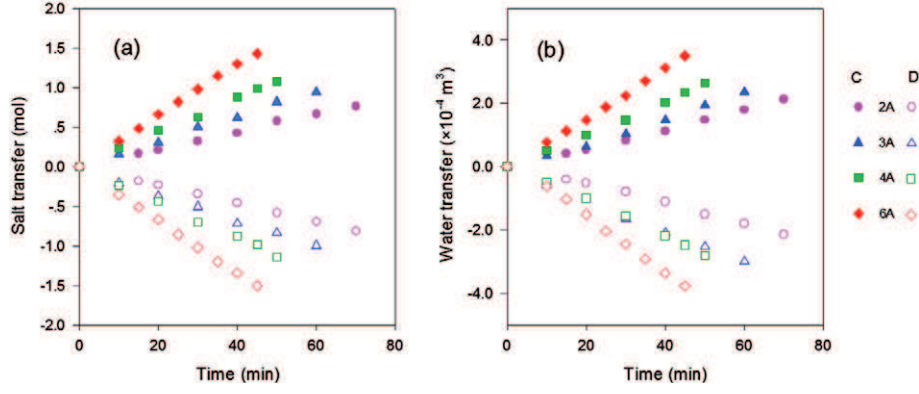 (a)
Salt transfer (mol)
2.0
1.5
1.0
.5
0.0
-.5
-1.0
-1.5
-2.0
0 20 40 60 80
Time (min)
(b)
Water transfer (×10⁻⁴ m³)
4.0
2.0
0.0
-2.0
-4.0
0 20 40 60 80
Time (min)
C D
2A
3A
4A
6A